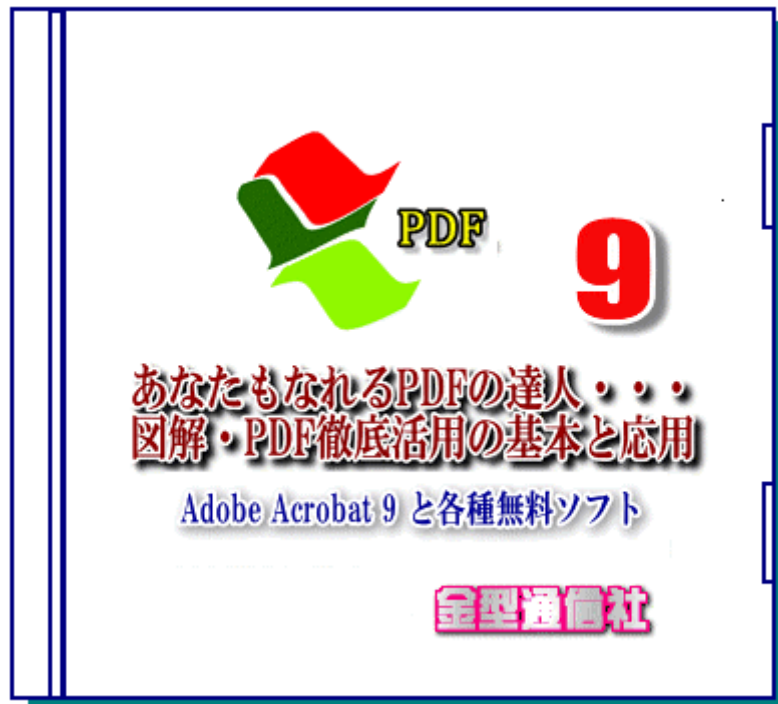 PDF
9
あなたもなれるPDFの達人・・・
図解・PDF徹底活用の基本と応用
Adobe Acrobat 9 と各種無料ソフト
金型通信社